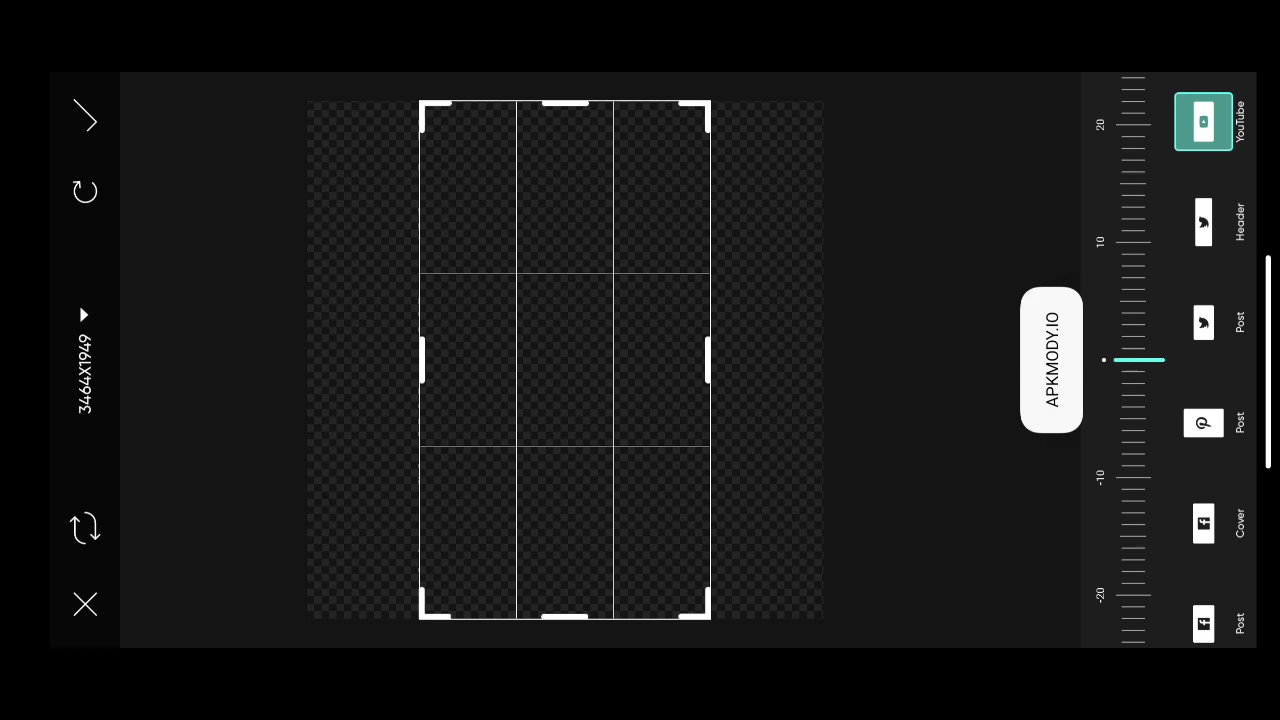 3464X1949
APKMODY.IO
20
10
-10
-20
YouTube
Header
Post
Post
Cover
Post